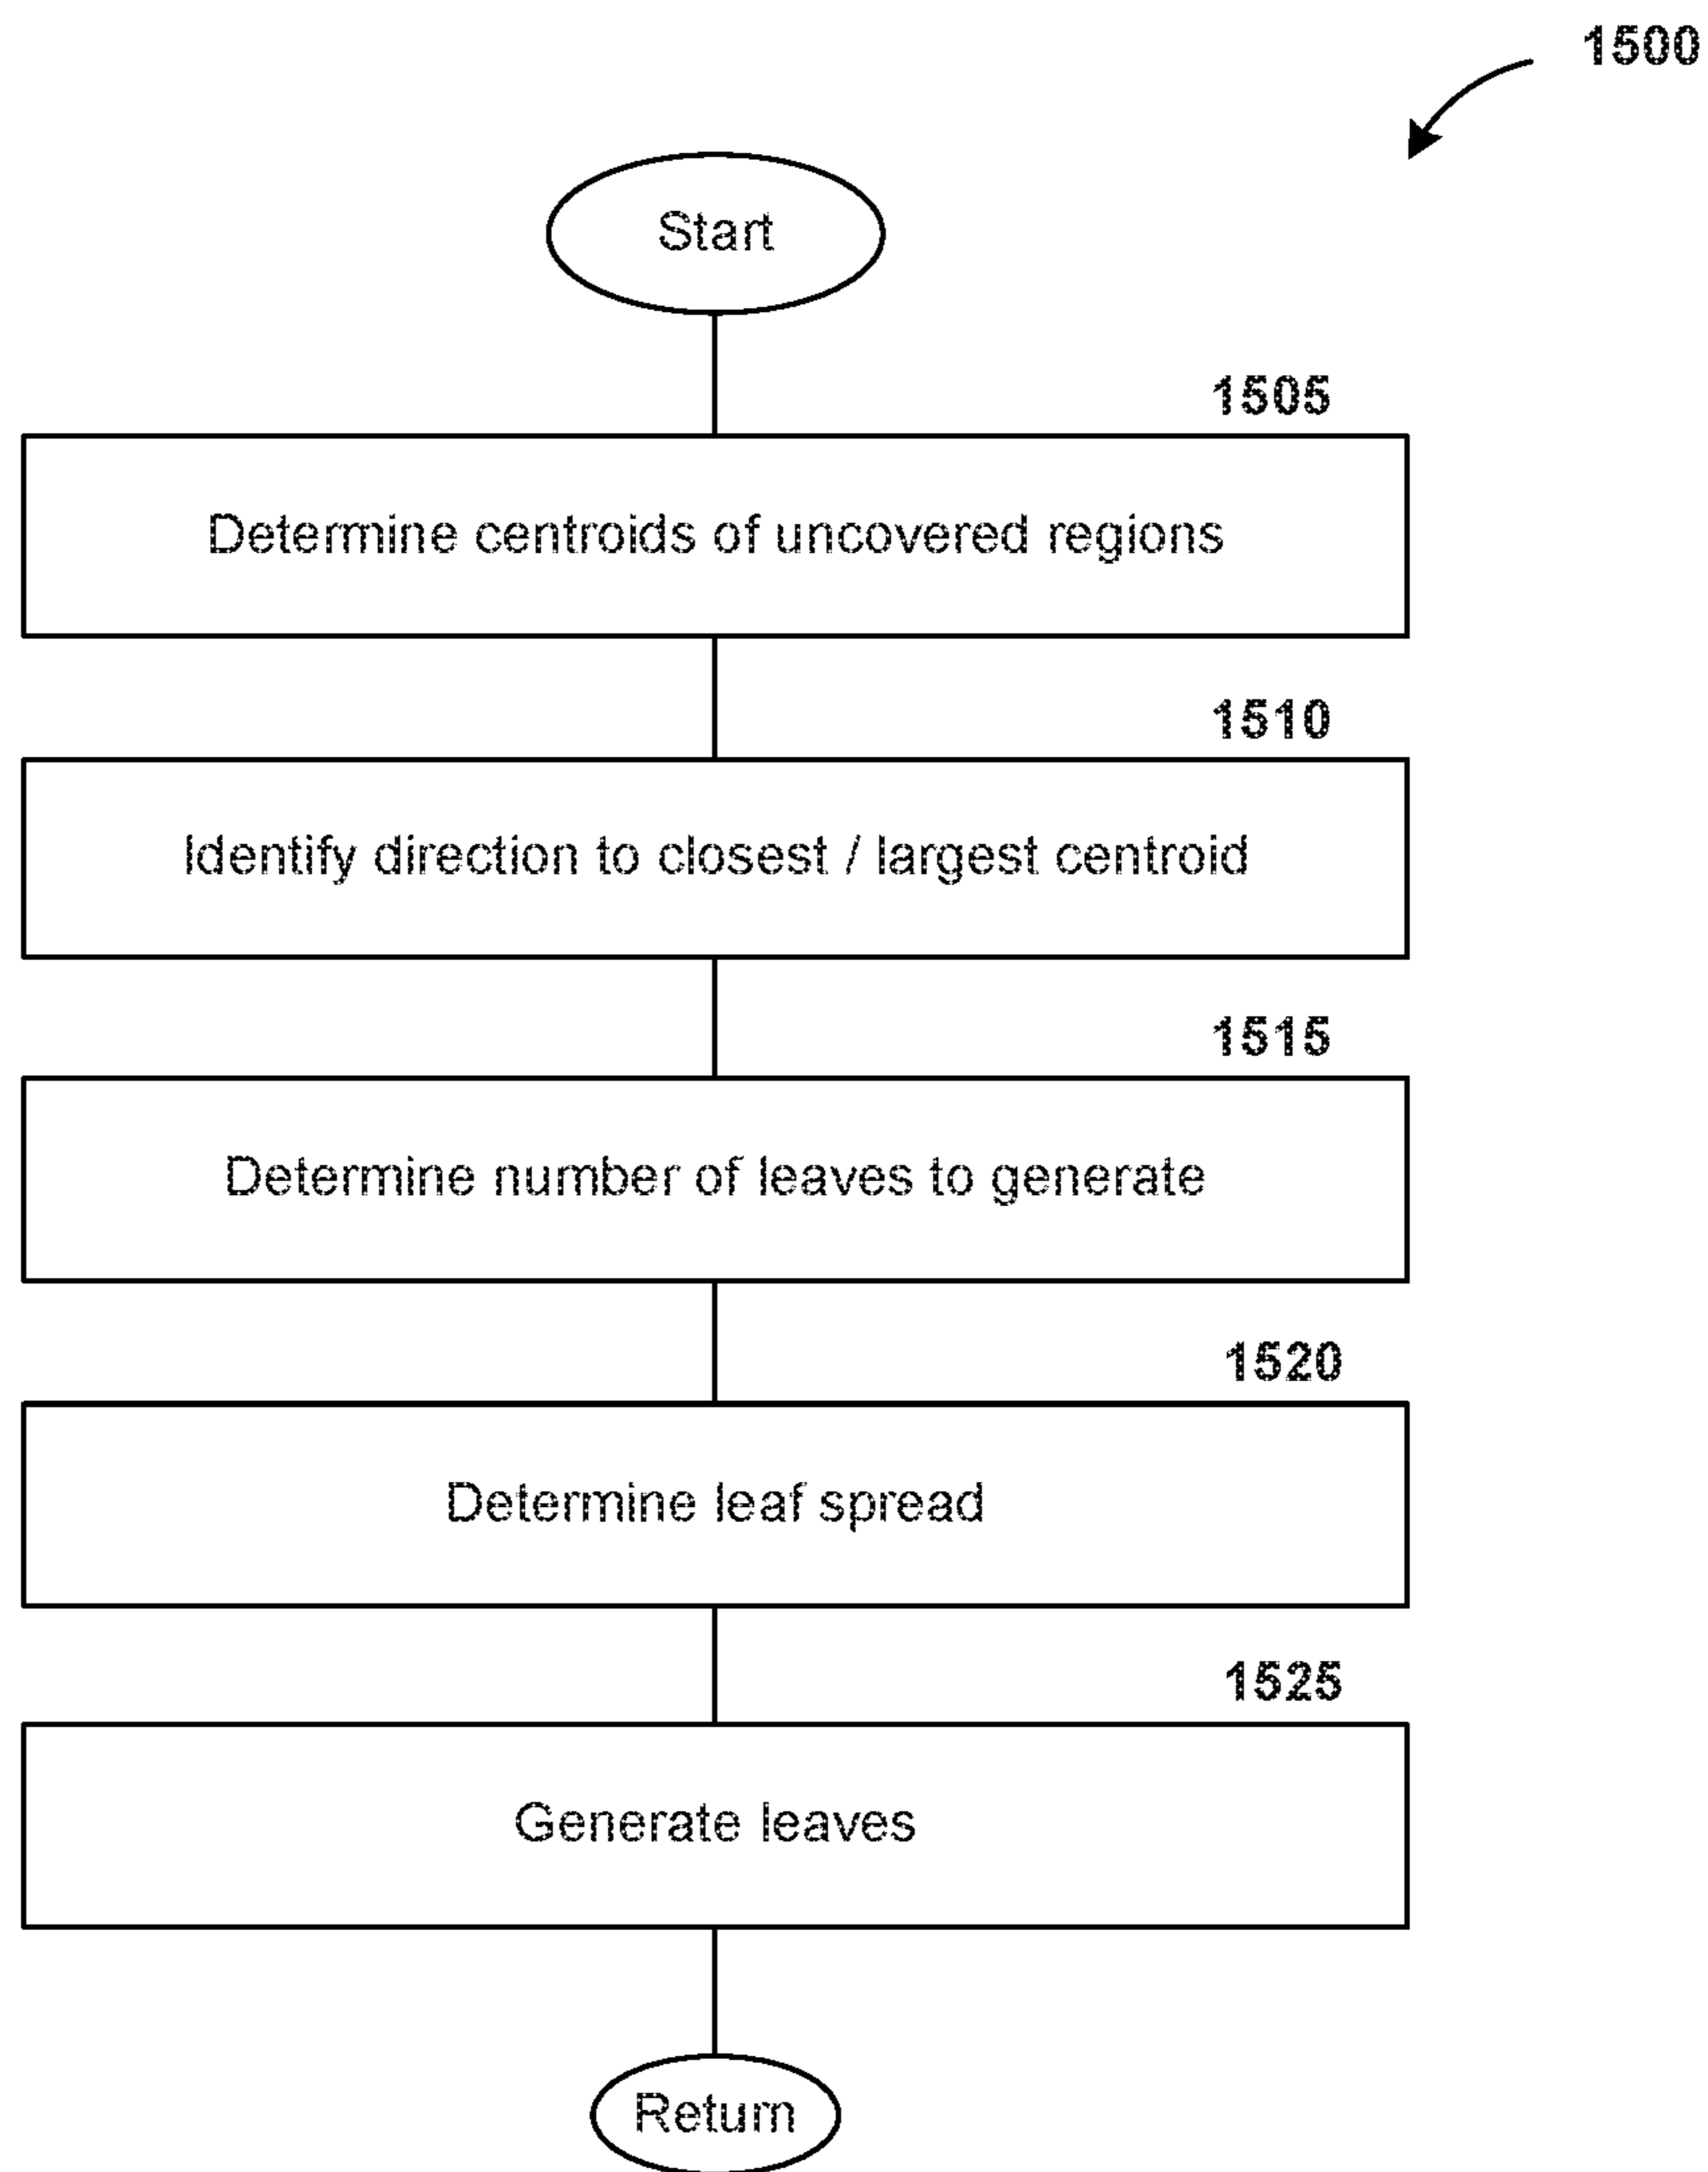 1500
Start
1505
Determine centroids of uncovered regions
1510
Identify direction to closest / largest centroid
1515
Determine number of leaves to generate
1520
Determine leaf spread
1525
Generate leaves
Return